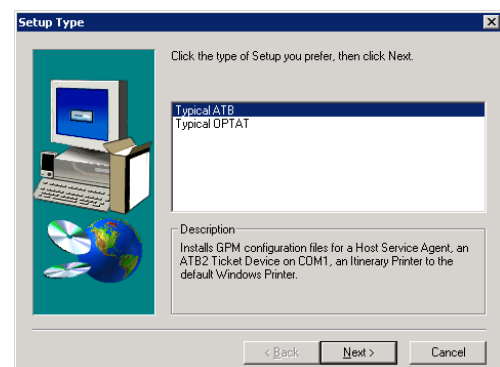 Setup Type
Click the type of Setup you prefer, then click Next.
Typical ATB
Typical OPTAT
Description
Installs GPM configuration files for a Host Service Agent, an
ATB2 Ticket Device on COM1, an Itinerary Printer to the
default Windows Printer.
< Back
Next >
Cancel